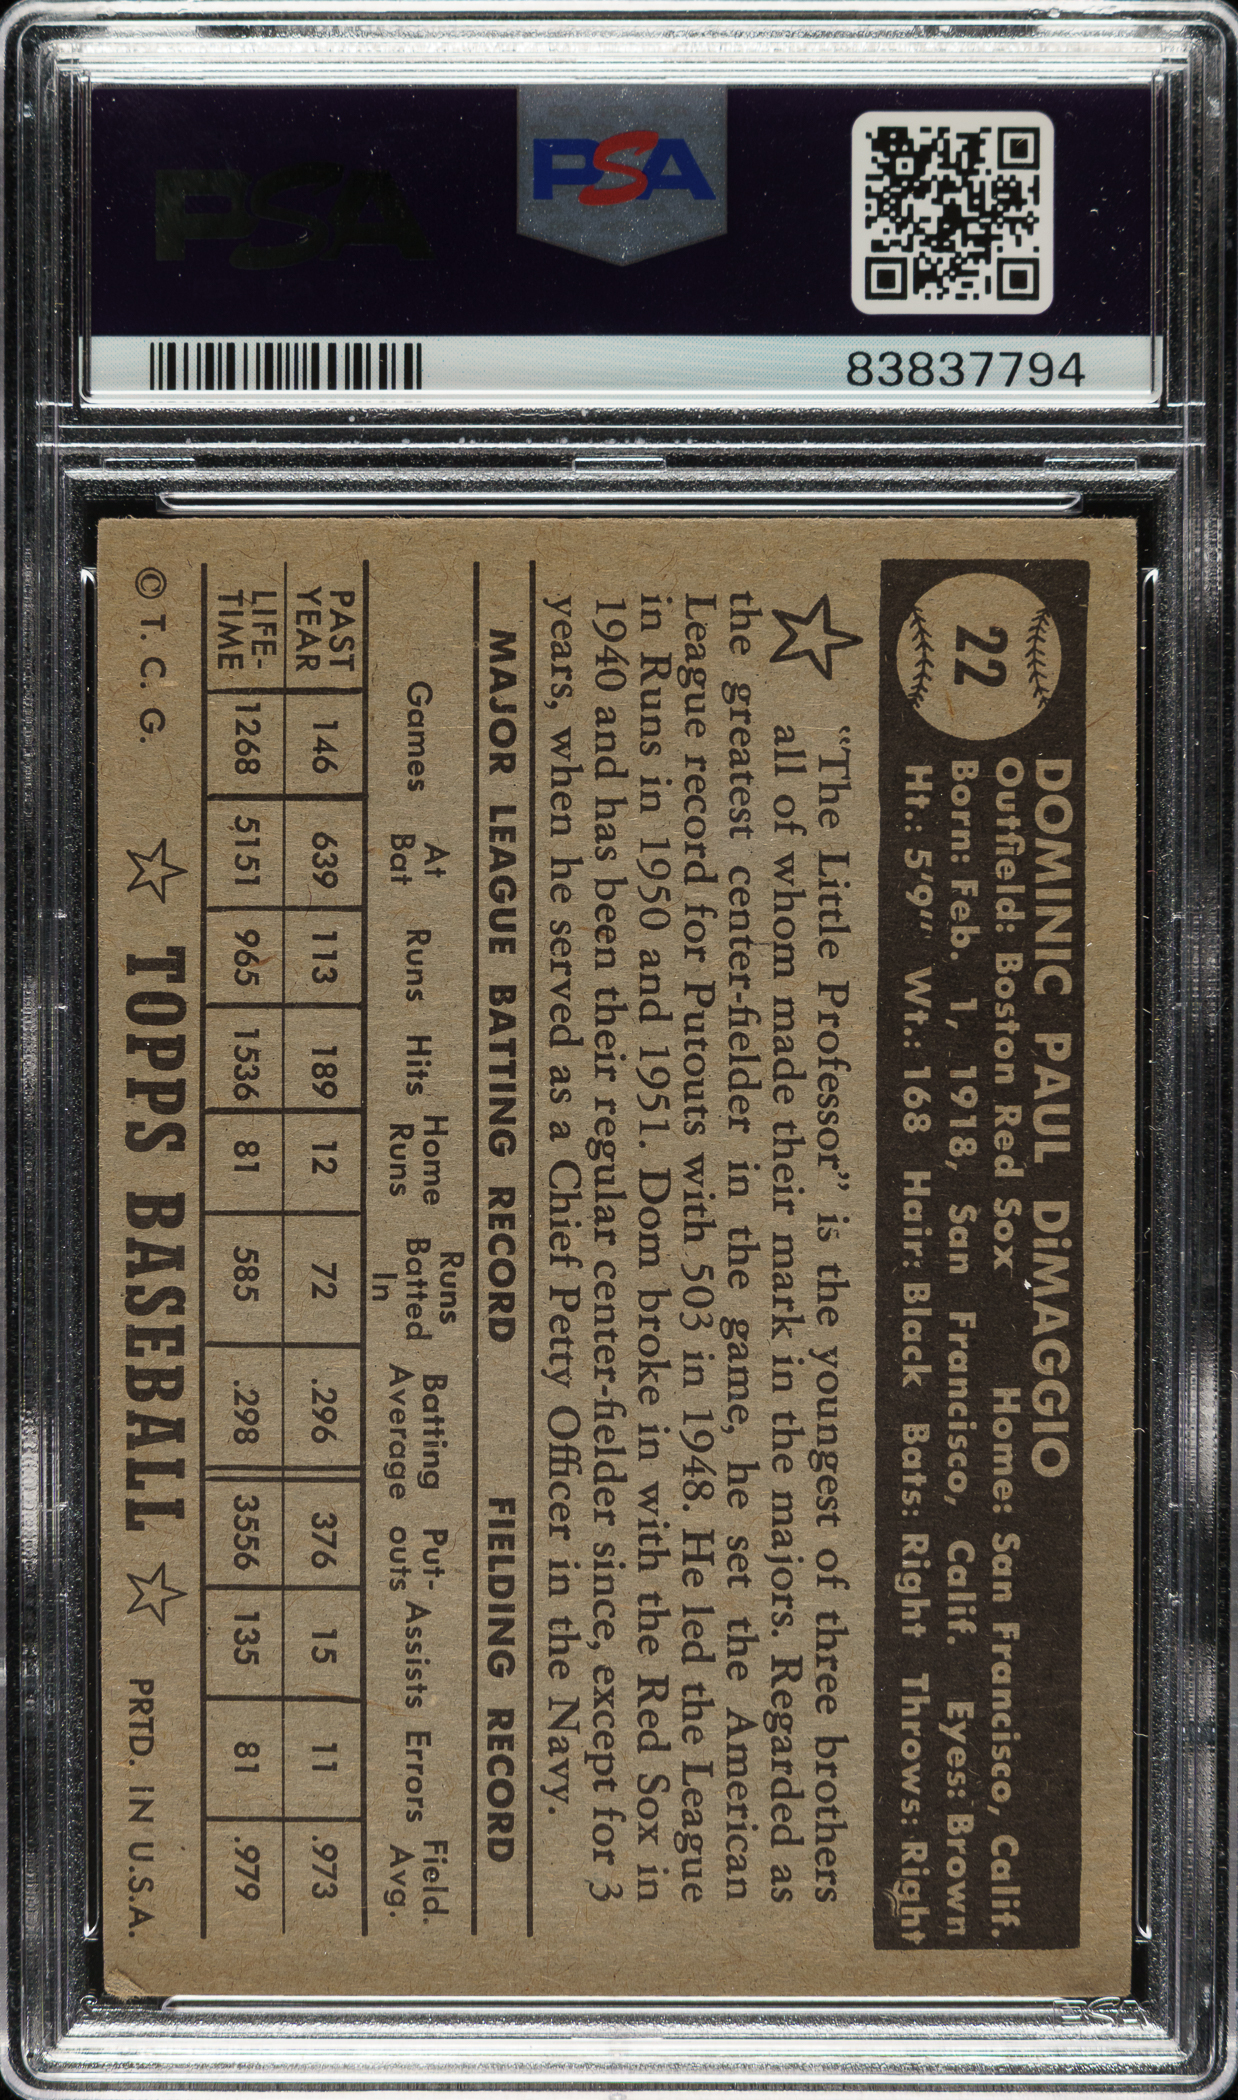 PSA
PSA
83837794
22
DOMINIC PAUL DiMAGGIO
Outfield: Boston Red Sox Home: San Francisco, Calif.
Born: Feb. 1, 1918, San Francisco, Calif. Eyes: Brown
Ht.: 5'9" Wt.: 168 Hair: Black Bats: Right Throws: Right
"The Little Professor" is the youngest of three brothers
all of whom made their mark in the majors. Regarded as
the greatest center-fielder in the game, he set the American
League record for Putouts with 503 in 1948. He led the League
in Runs in 1950 and 1951. Dom broke in with the Red Sox in
1940 and has been their regular center-fielder since, except for 3
years, when he served as a Chief Petty Officer in the Navy.
MAJOR LEAGUE BATTING RECORD FIELDING RECORD
Games At Bat Runs Hits Home Runs Runs Batted In Batting Average Put-outs Assists Errors Field. Avg.
PAST YEAR 146 639 113 189 12 72 .296 376 15 11 .973
LIFE-TIME 1268 5151 965 1536 81 585 .298 3556 135 81 .979
© T. C. G. TOPPS BASEBALL PRTD. IN U.S.A.
PSA